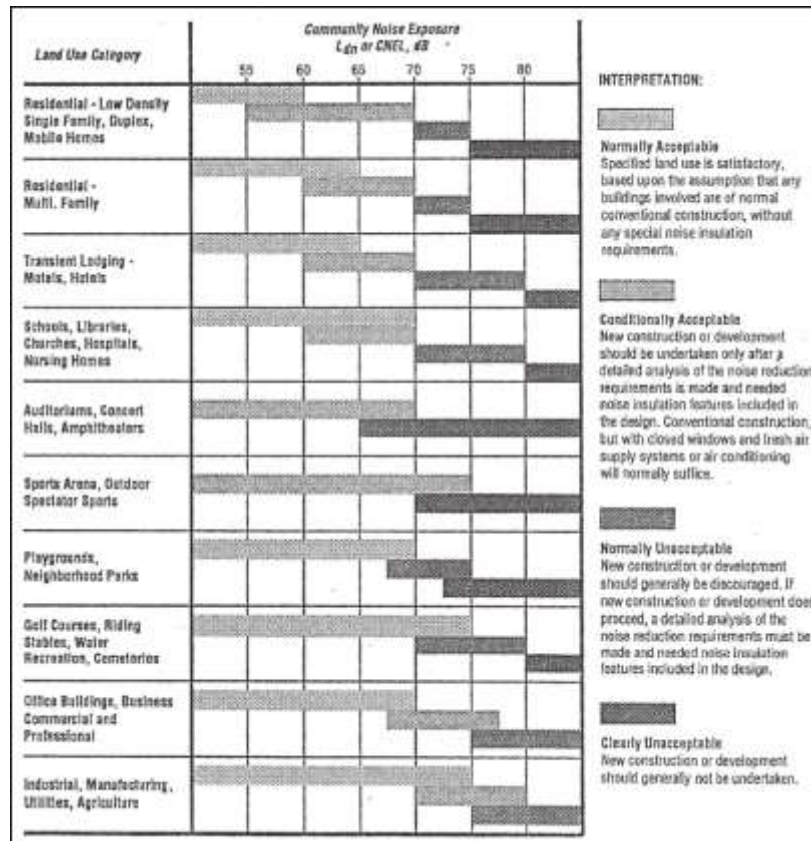 Community Noise Exposure
Ldn or CNEL, dB
Land Use Category
55 60 65 70 75 80
Residential - Low Density
Single Family, Duplex,
Mobile Homes
Residential -
Multi. Family
Transient Lodging -
Motels, Hotels
Schools, Libraries,
Churches, Hospitals,
Nursing Homes
Auditoriums, Concert
Halls, Amphitheaters
Sports Arena, Outdoor
Spectator Sports
Playgrounds,
Neighborhood Parks
Golf Courses, Riding
Stables, Water
Recreation, Cemeteries
Office Buildings, Business
Commercial and
Professional
Industrial, Manufacturing,
Utilities, Agriculture
INTERPRETATION:
Normally Acceptable
Specified land use is satisfactory,
based upon the assumption that any
buildings involved are of normal
conventional construction, without
any special noise insulation
requirements.
Conditionally Acceptable
New construction or development
should be undertaken only after a
detailed analysis of the noise reduction
requirements is made and needed
noise insulation features included in
the design. Conventional construction,
but with closed windows and fresh air
supply systems or air conditioning
will normally suffice.
Normally Unacceptable
New construction or development
should generally be discouraged. If
new construction or development does
proceed, a detailed analysis of the
noise reduction requirements must be
made and needed noise insulation
features included in the design.
Clearly Unacceptable
New construction or development
should generally not be undertaken.